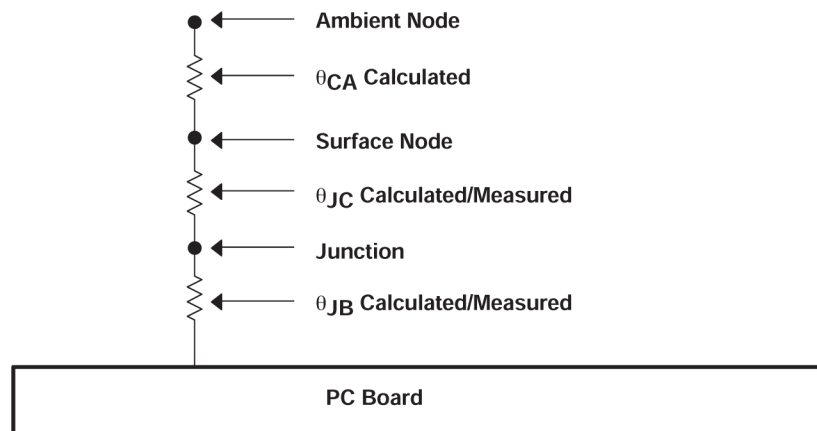 Ambient Node
θCA Calculated
Surface Node
θJC Calculated/Measured
Junction
θJB Calculated/Measured
PC Board